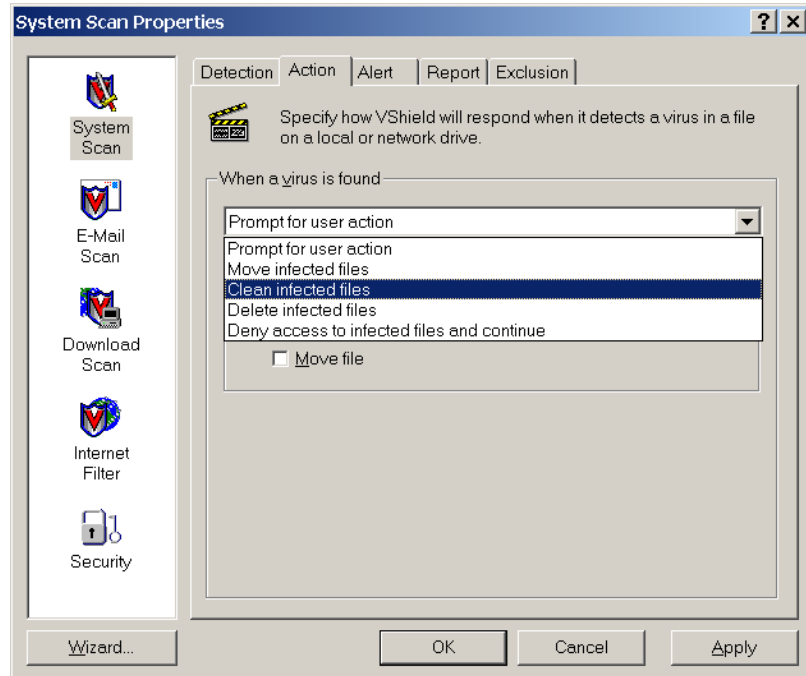 System Scan Properties
System
Scan
E-Mail
Scan
Download
Scan
Internet
Filter
Security
Detection
Action
Alert
Report
Exclusion
Specify how VShield will respond when it detects a virus in a file
on a local or network drive.
When a virus is found
Prompt for user action
Prompt for user action
Move infected files
Clean infected files
Delete infected files
Deny access to infected files and continue
Move file
Wizard...
OK
Cancel
Apply